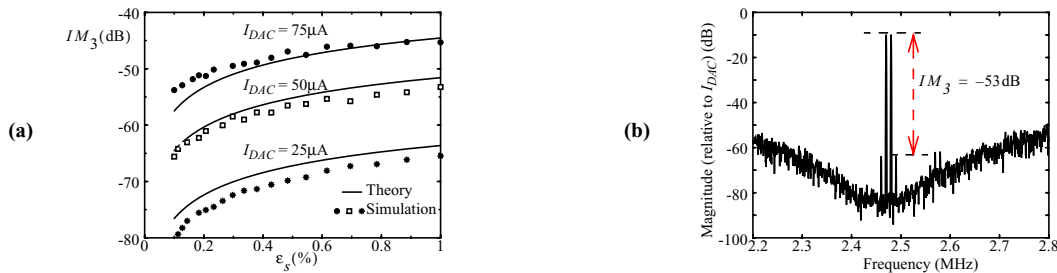 (a)
IM3(dB)
-40
-50
-60
-70
-80
IDAC = 75μA
IDAC = 50μA
IDAC = 25μA
Theory
Simulation
0 0.2 0.4 0.6 0.8 1
εs(%)
(b)
Magnitude (relative to IDAC) (dB)
0
-20
-40
-60
-80
-100
IM3 = −53dB
2.2 2.3 2.4 2.5 2.6 2.7 2.8
Frequency (MHz)